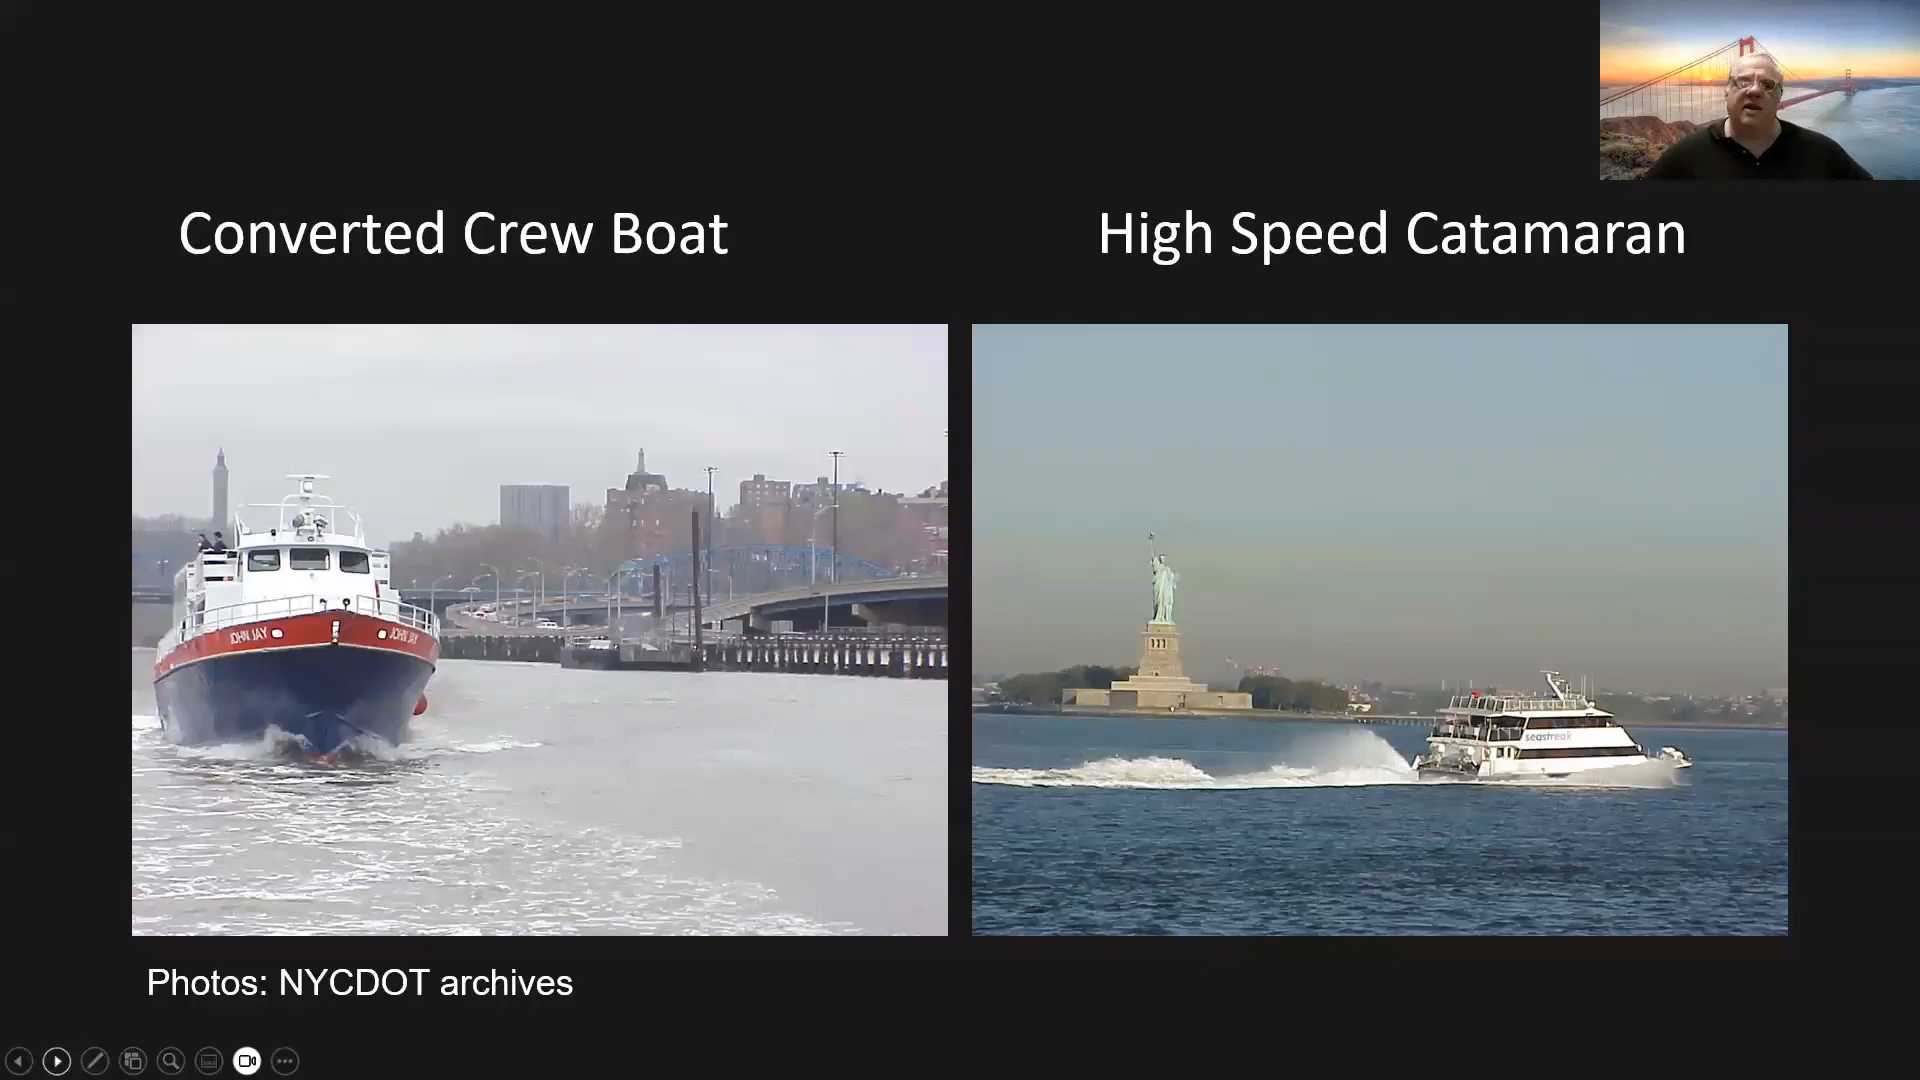 Converted Crew Boat
High Speed Catamaran
JOHN JAY
JOHN JAY
seastreak
Photos: NYCDOT archives